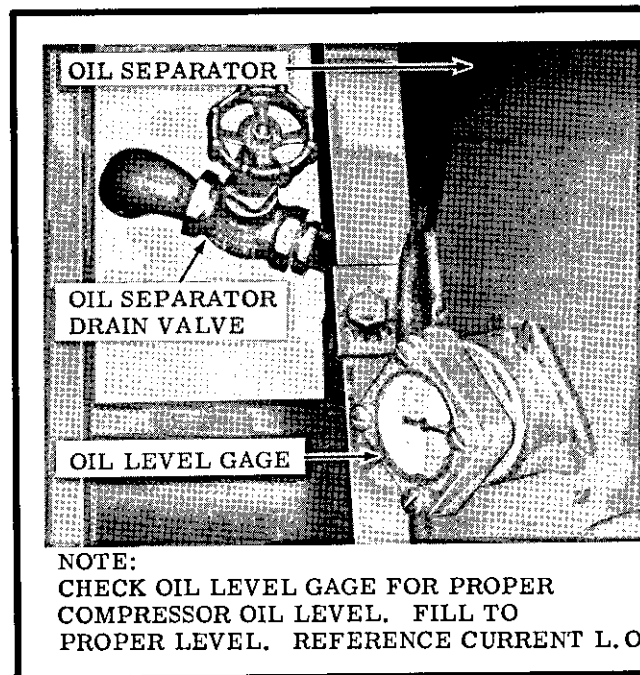 OIL SEPARATOR
OIL SEPARATOR
DRAIN VALVE
OIL LEVEL GAGE
NOTE:
CHECK OIL LEVEL GAGE FOR PROPER
COMPRESSOR OIL LEVEL. FILL TO
PROPER LEVEL. REFERENCE CURRENT L.O